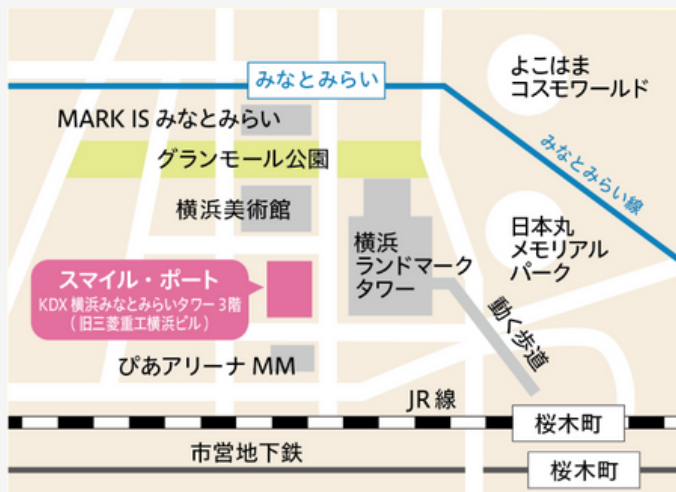 みなとみらい
よこはま
コスモワールド
MARK IS みなとみらい
グランモール公園
みなとみらい線
横浜美術館
横浜
ランドマーク
タワー
日本丸
メモリアル
パーク
スマイル・ポート
KDX 横浜みなとみらいタワー 3階
( 旧三菱重工横浜ビル )
動く歩道
ぴあアリーナ MM
JR 線
桜木町
市営地下鉄
桜木町